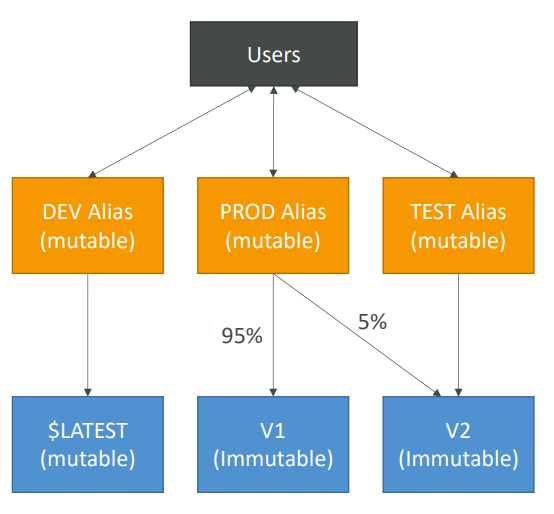 Users
DEV Alias
(mutable)
PROD Alias
(mutable)
TEST Alias
(mutable)
95%
5%
$LATEST
(mutable)
V1
(Immutable)
V2
(Immutable)